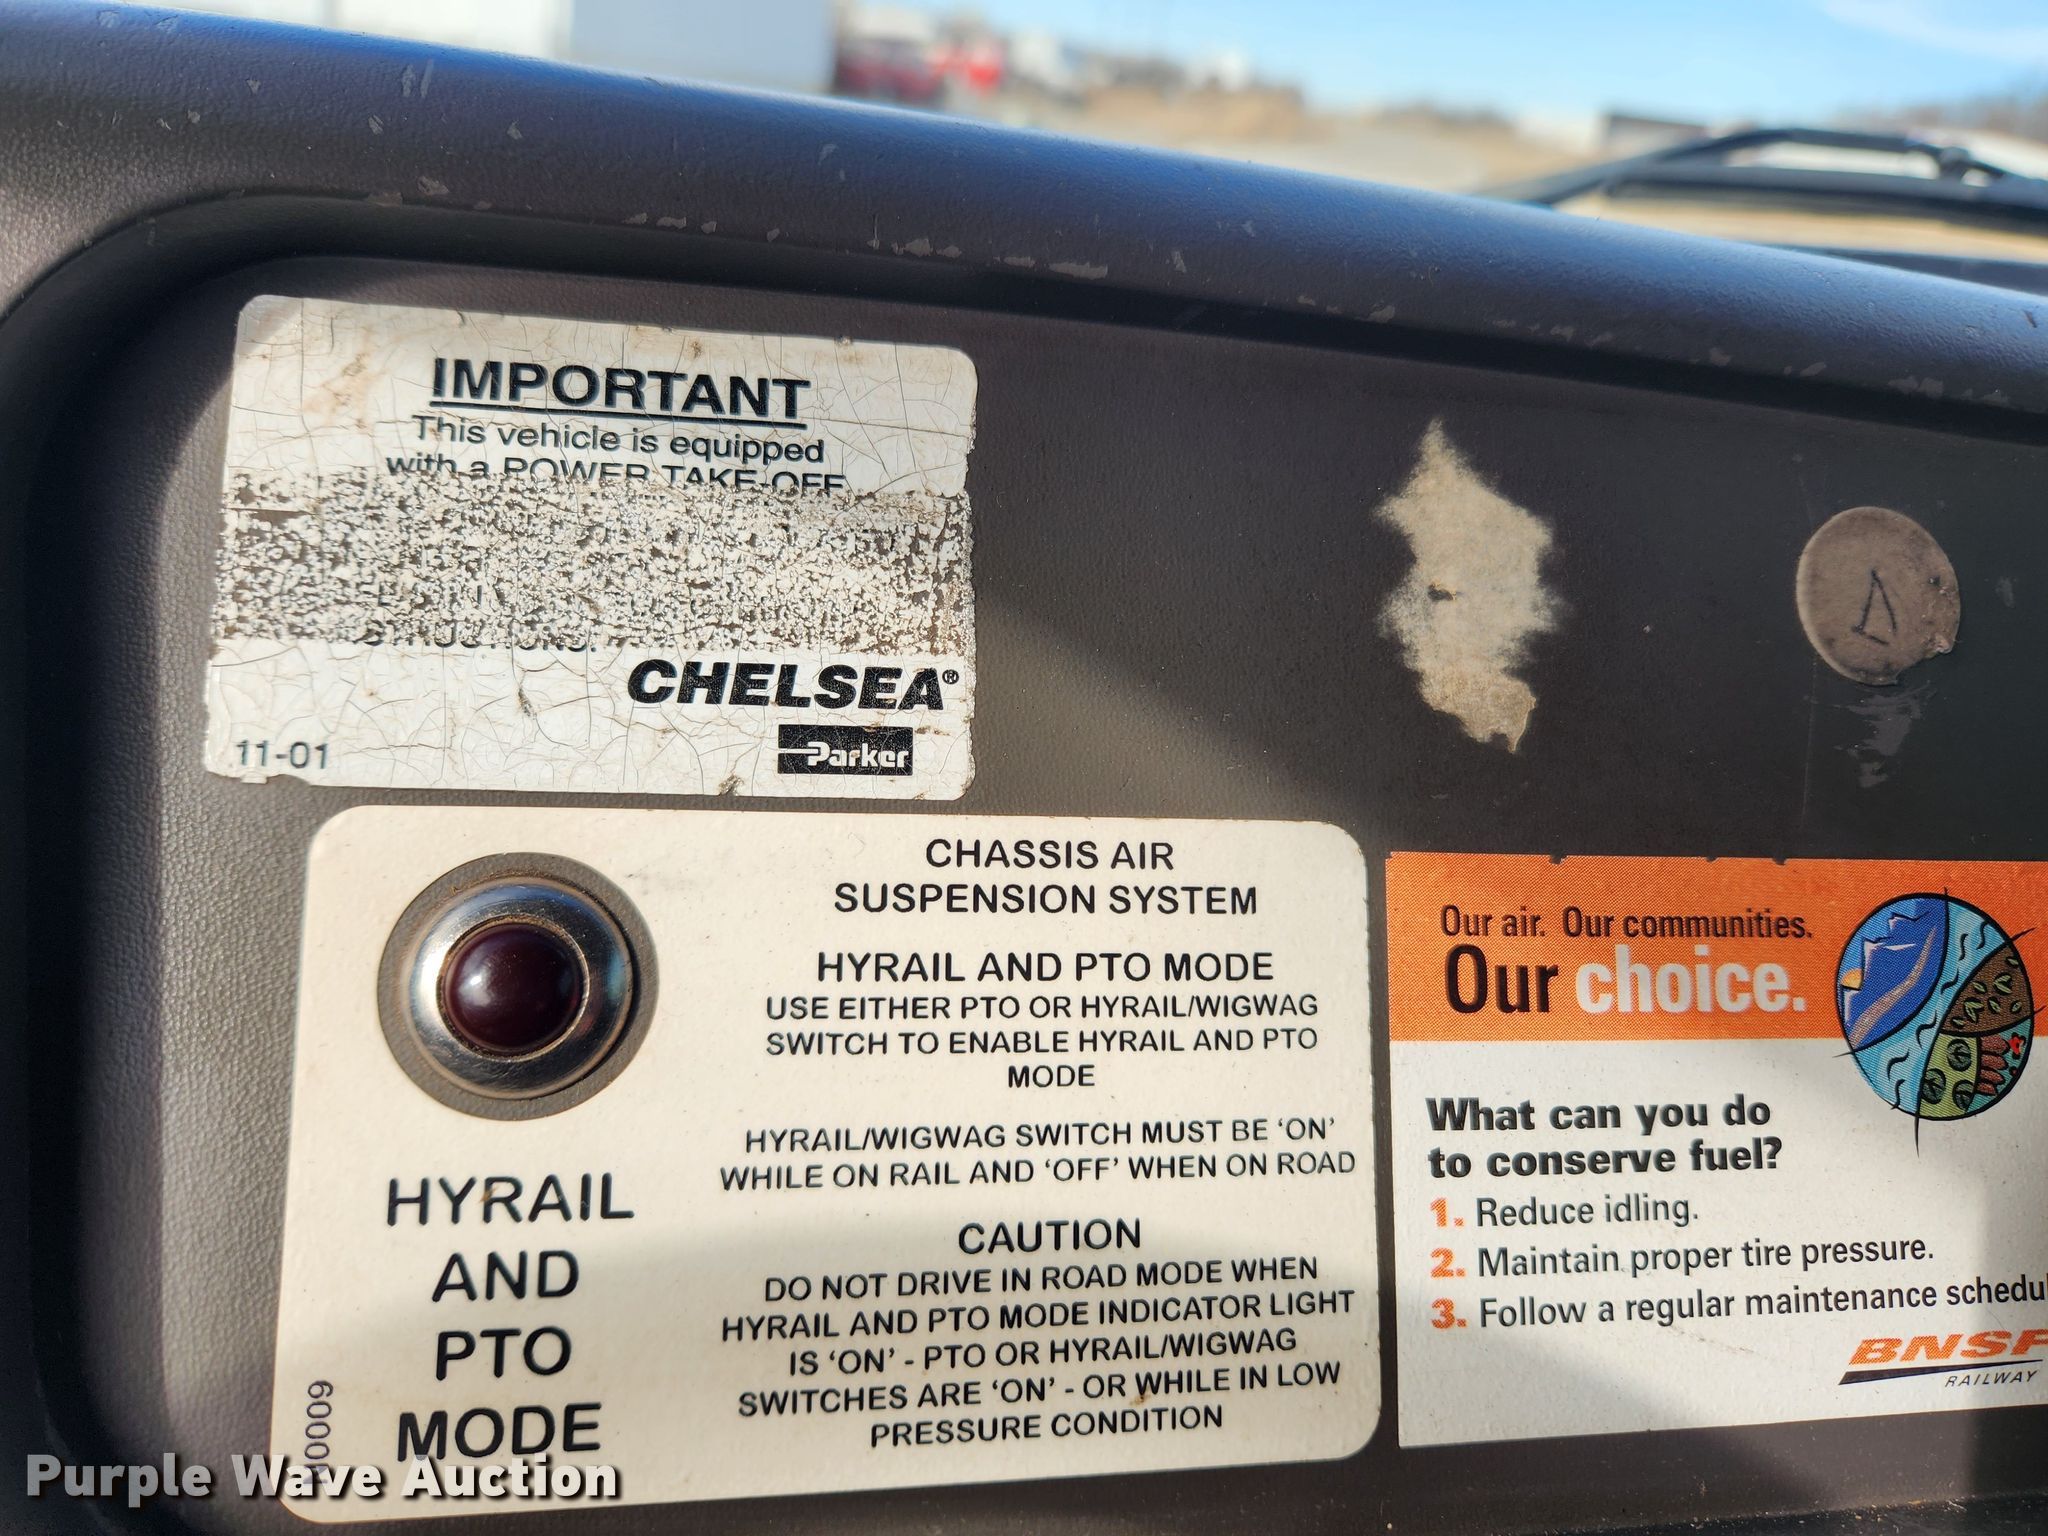 IMPORTANT
This vehicle is equipped
with a POWER TAKE-OFF
CHELSEA®
Parker
11-01
CHASSIS AIR
SUSPENSION SYSTEM
HYRAIL AND PTO MODE
USE EITHER PTO OR HYRAIL/WIGWAG
SWITCH TO ENABLE HYRAIL AND PTO
MODE
HYRAIL/WIGWAG SWITCH MUST BE 'ON'
WHILE ON RAIL AND 'OFF' WHEN ON ROAD
CAUTION
DO NOT DRIVE IN ROAD MODE WHEN
HYRAIL AND PTO MODE INDICATOR LIGHT
IS 'ON' - PTO OR HYRAIL/WIGWAG
SWITCHES ARE 'ON' - OR WHILE IN LOW
PRESSURE CONDITION
HYRAIL
AND
PTO
MODE
Our air. Our communities.
Our choice.
What can you do
to conserve fuel?
1. Reduce idling.
2. Maintain proper tire pressure.
3. Follow a regular maintenance schedul
BNSF
RAILWAY
Purple Wave Auction